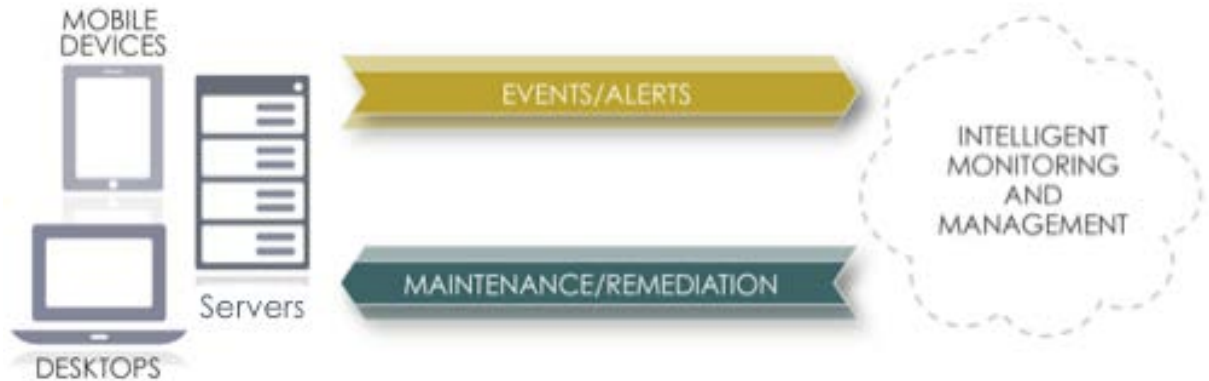 MOBILE
DEVICES
Servers
DESKTOPS
EVENTS/ALERTS
MAINTENANCE/REMEDIATION
INTELLIGENT
MONITORING
AND
MANAGEMENT